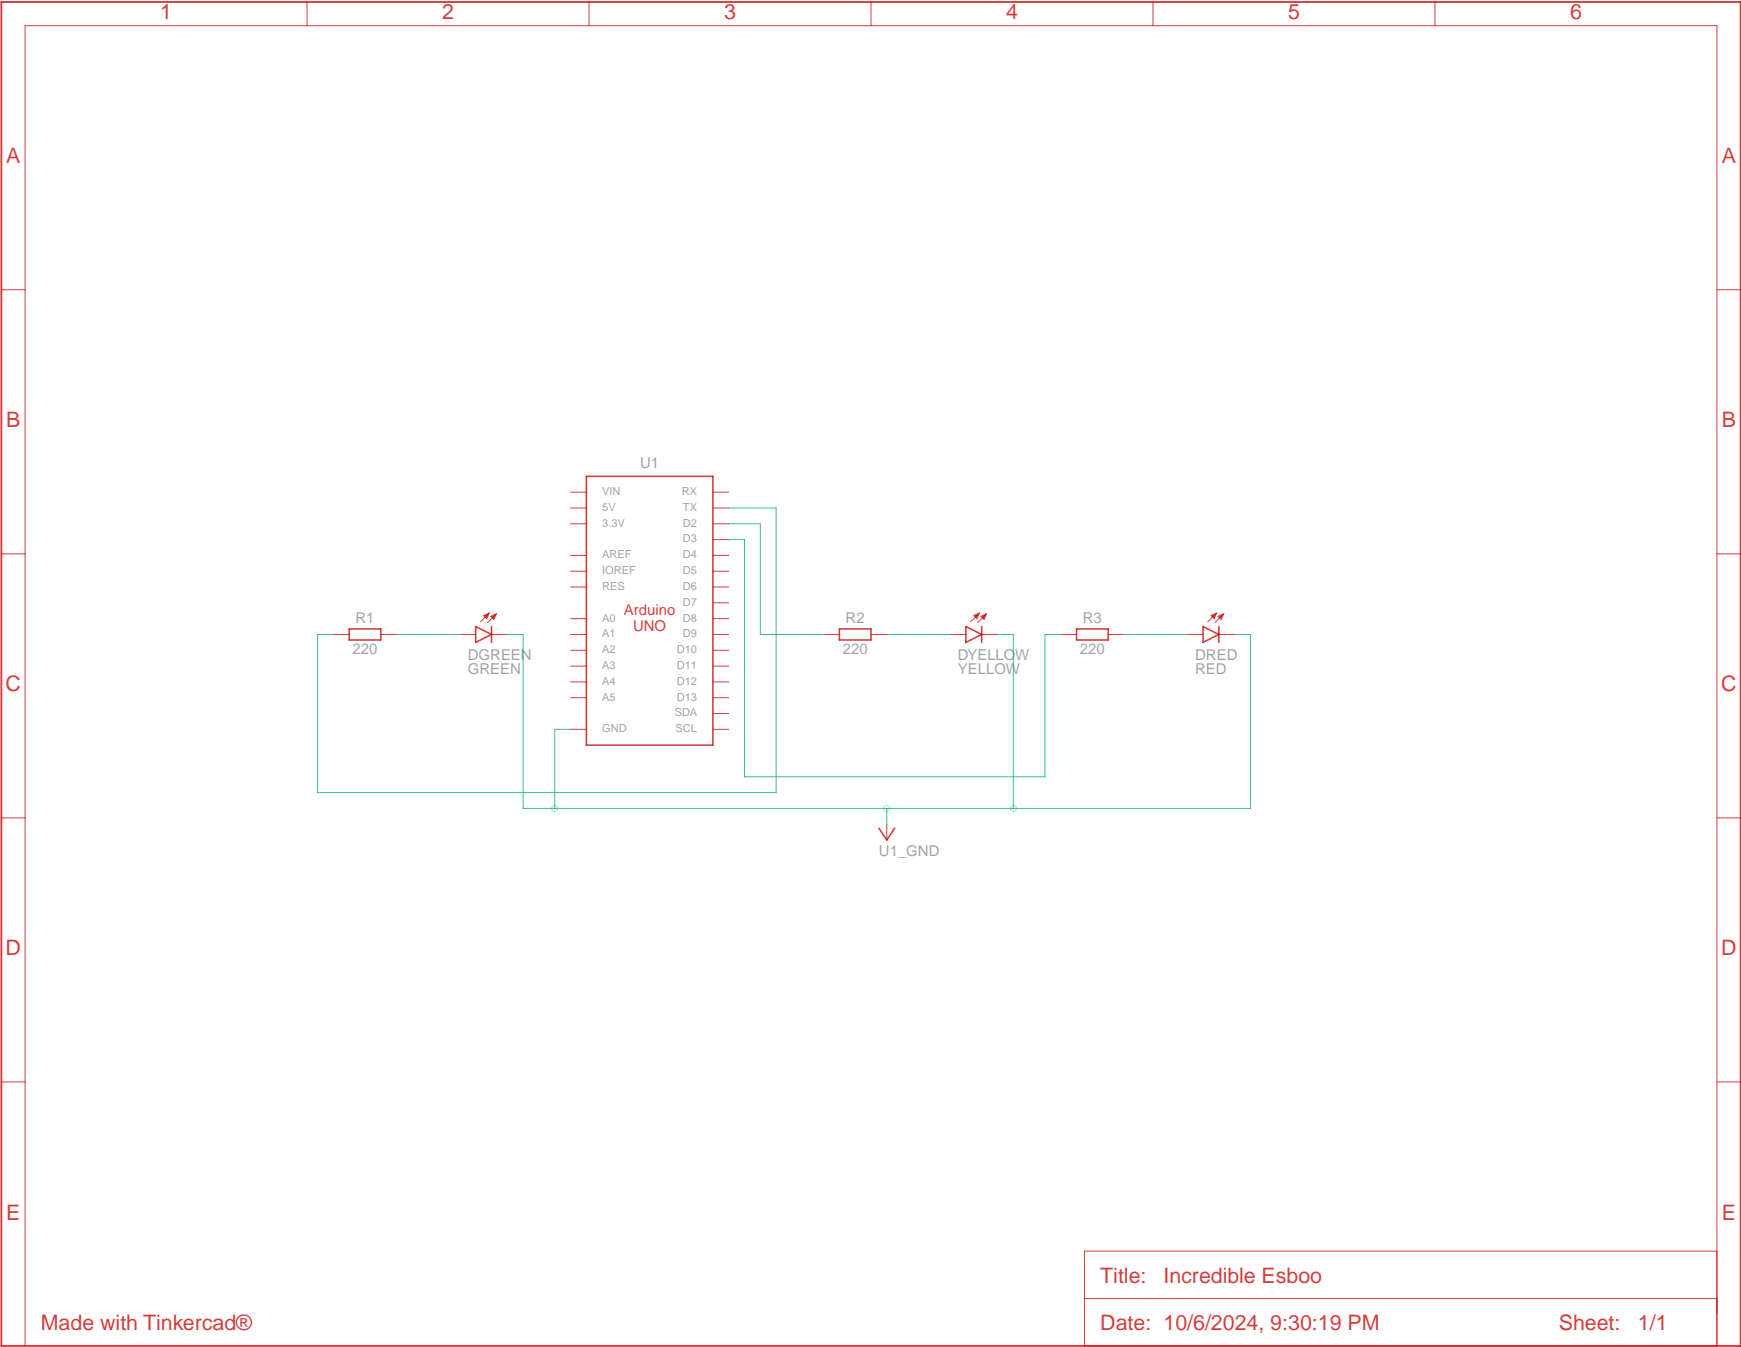 1 2 3 4 5 6
A A
B B
U1
VIN RX
5V TX
3.3V D2
D3
AREF D4
IOREF D5
RES D6
D7
Arduino
UNO
A0 D8
A1 D9
A2 D10
A3 D11
A4 D12
A5 D13
SDA
GND SCL
R1
220
DGREEN
GREEN
R2
220
DYELLOW
YELLOW
R3
220
DRED
RED
C C
U1_GND
D D
E E
Title: Incredible Esboo
Date: 10/6/2024, 9:30:19 PM Sheet: 1/1
Made with Tinkercad®